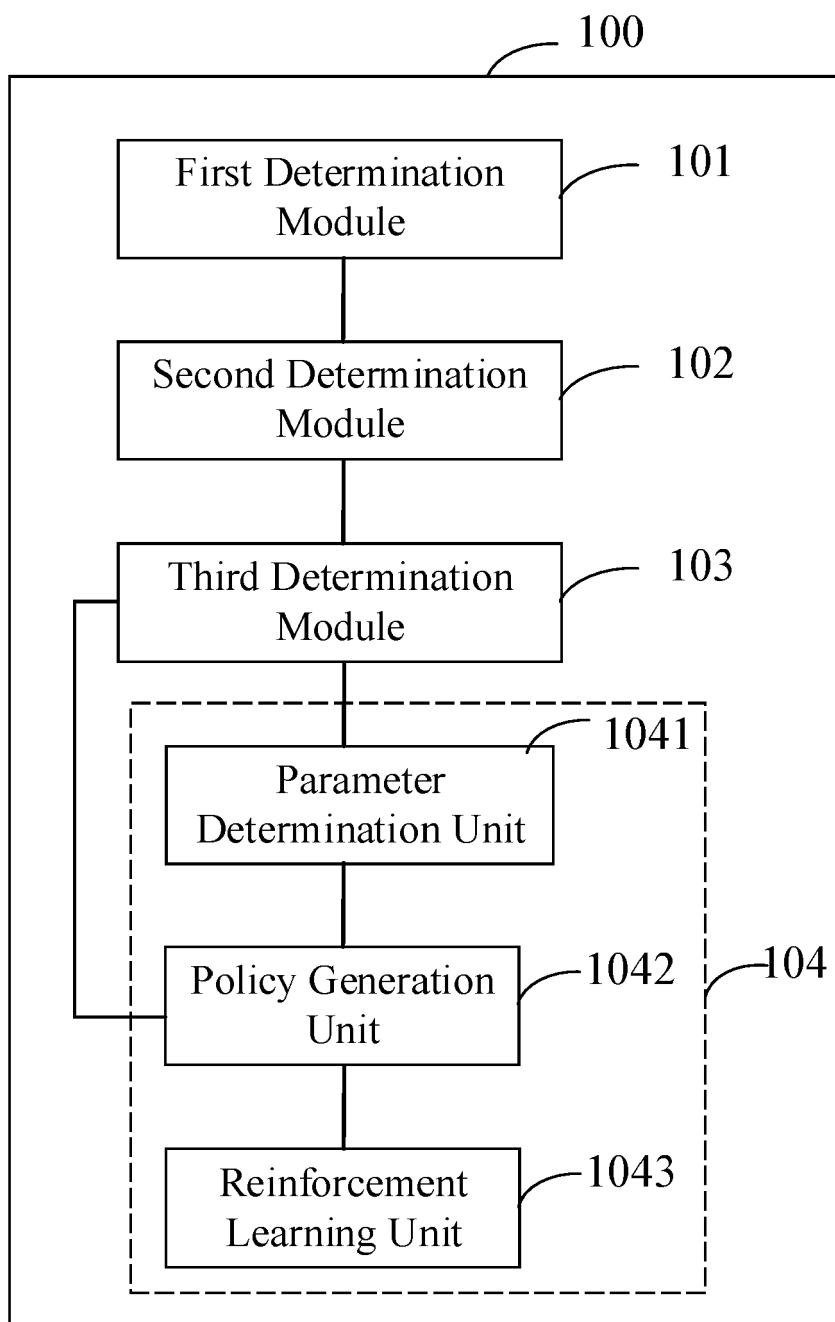 100
First Determination
Module
101
Second Determination
Module
102
Third Determination
Module
103
1041
Parameter
Determination Unit
Policy Generation
Unit
1042
104
Reinforcement
Learning Unit
1043